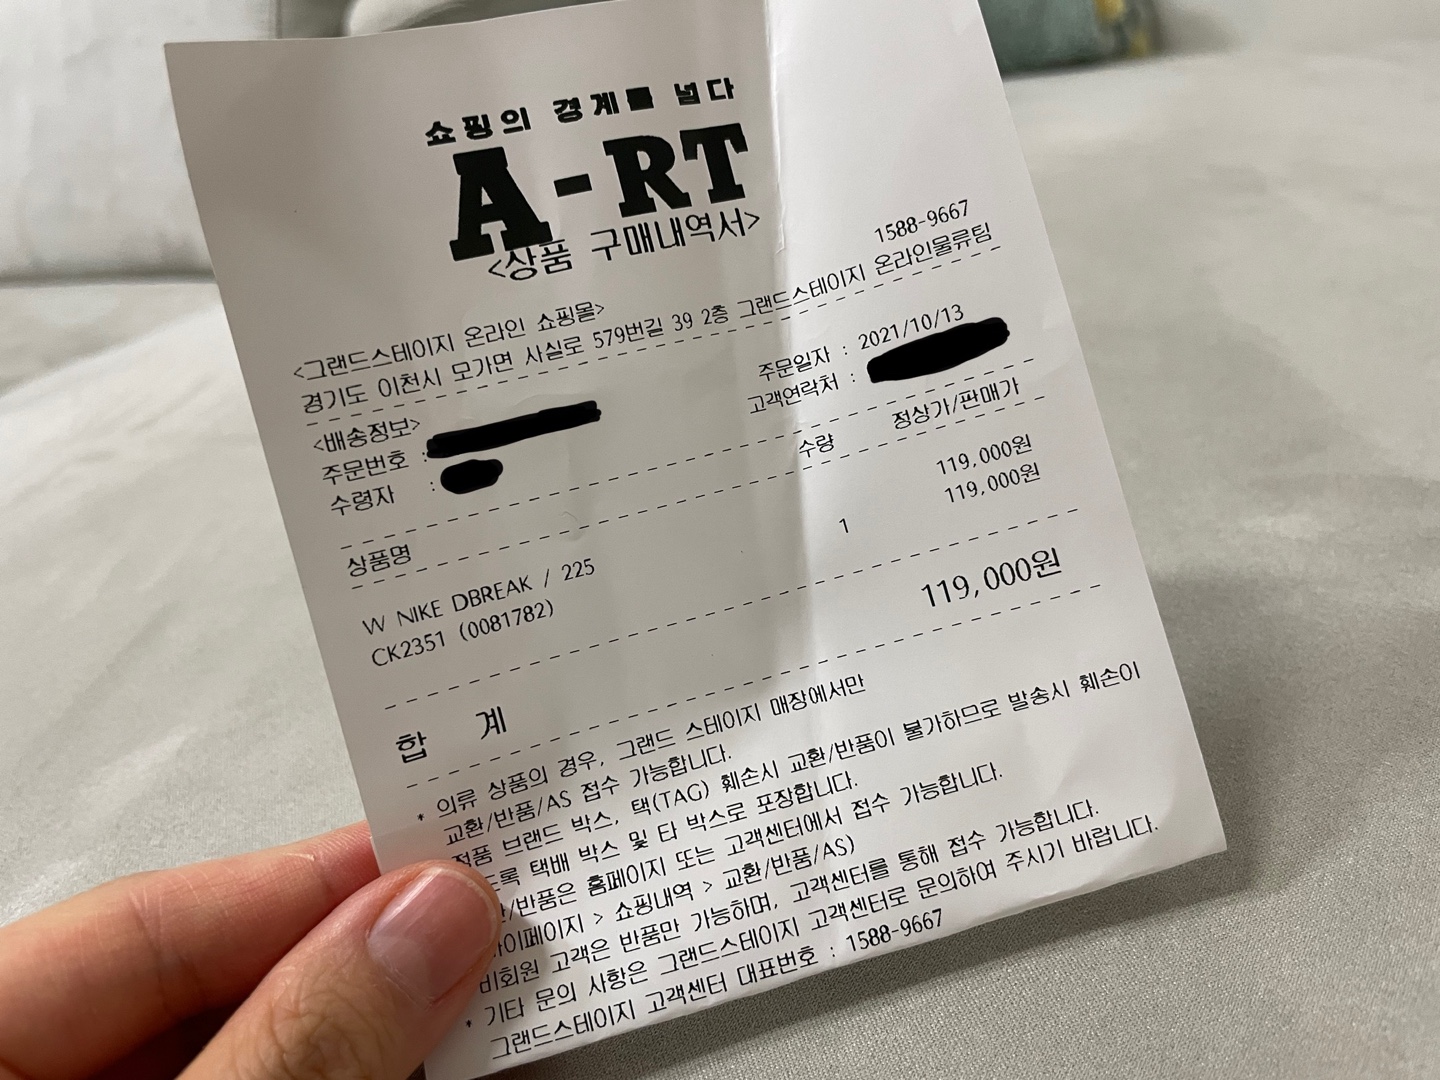 쇼핑의 경계를 넘다
A-RT
<상품 구매내역서>
<그랜드스테이지 온라인 쇼핑몰> 1588-9667
경기도 이천시 모가면 사실로 579번길 39 2층 그랜드스테이지 온라인물류팀
<배송정보> 주문일자 : 2021/10/13
주문번호 : 고객연락처 :
수령자 :
상품명 수량 정상가/판매가
W NIKE DBREAK / 225 119,000원
CK2351 (0081782) 1 119,000원
합 계 119,000원
* 의류 상품의 경우, 그랜드 스테이지 매장에서만
교환/반품/AS 접수 가능합니다.
정품 브랜드 박스, 택(TAG) 훼손시 교환/반품이 불가하므로 발송시 훼손이
택배 박스 및 타 박스로 포장합니다.
/반품은 홈페이지 또는 고객센터에서 접수 가능합니다.
> 쇼핑내역 > 교환/반품/AS)
비회원 고객은 반품만 가능하며, 고객센터를 통해 접수 가능합니다.
* 기타 문의 사항은 그랜드스테이지 고객센터로 문의하여 주시기 바랍니다.
그랜드스테이지 고객센터 대표번호 : 1588-9667